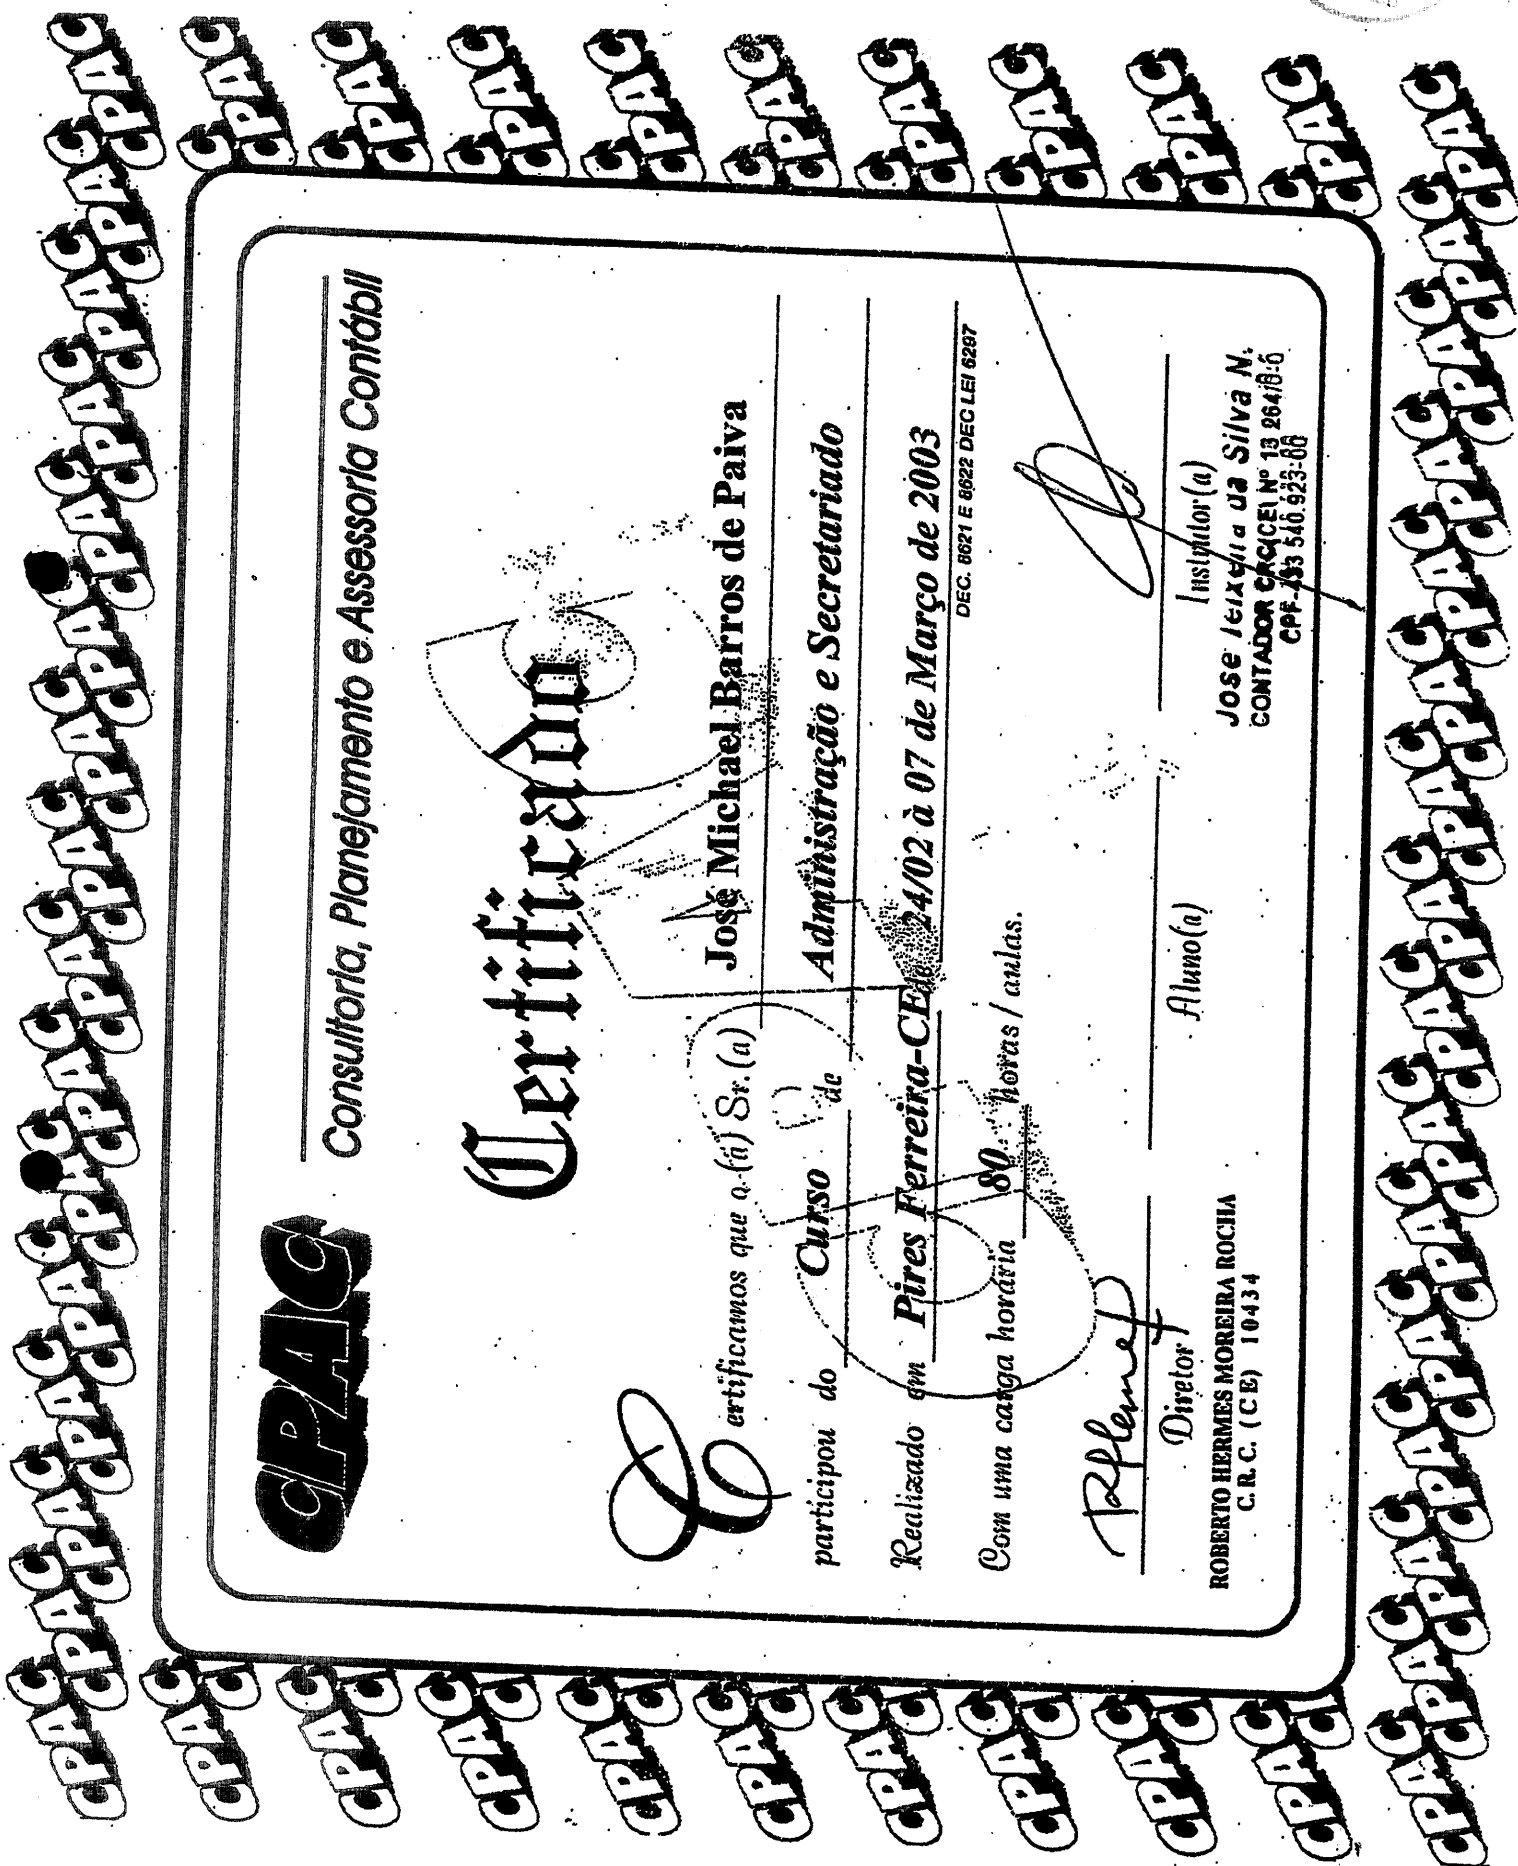 CPAC
Consultoria, Planejamento e Assessoria Contábil
Certificado
Certificamos que o (a) Sr.(a) José Michael Barros de Paiva
participou do Curso de Administração e Secretariado
Realizado em Pires Ferreira-CE de 24/02 à 07 de Março de 2003
DEC. 8621 E 8622 DEC LEI 6297
Com uma carga horária 80 horas / aulas.
Diretor Aluno(a) Instrutor(a)
ROBERTO HERMES MOREIRA ROCHA
C.R.C. (CE) 10434
JOSE Teixeira da Silva N.
CONTADOR CRC(CE) Nº 13 264/0-6